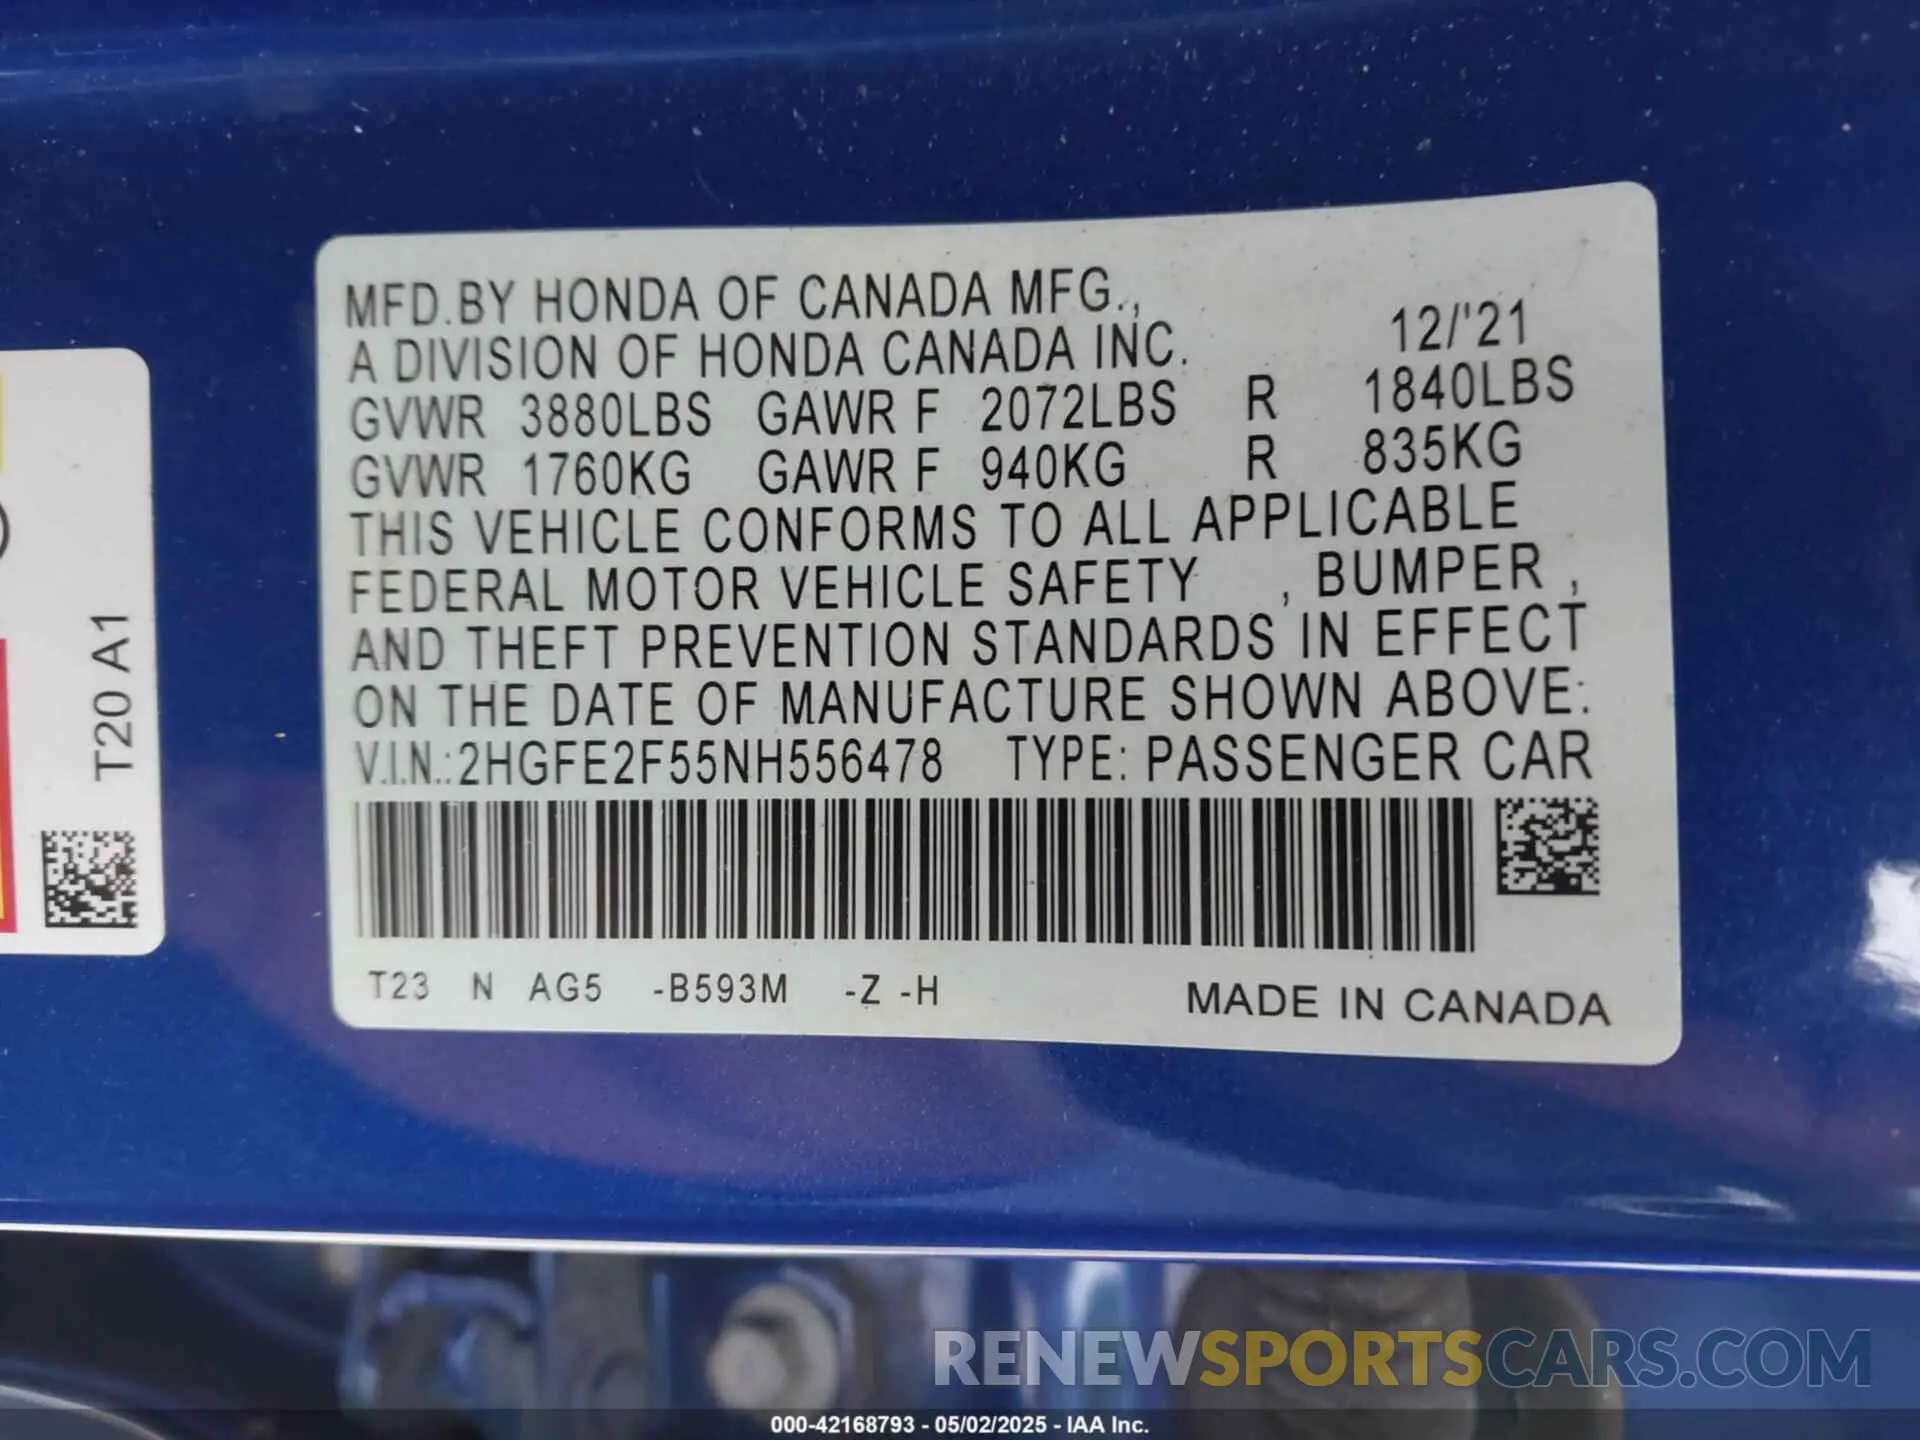 MFD.BY HONDA OF CANADA MFG.,
A DIVISION OF HONDA CANADA INC. 12/'21
GVWR 3880LBS GAWR F 2072LBS R 1840LBS
GVWR 1760KG GAWR F 940KG R 835KG
THIS VEHICLE CONFORMS TO ALL APPLICABLE
FEDERAL MOTOR VEHICLE SAFETY , BUMPER ,
AND THEFT PREVENTION STANDARDS IN EFFECT
ON THE DATE OF MANUFACTURE SHOWN ABOVE:
V.I.N.:2HGFE2F55NH556478 TYPE: PASSENGER CAR
T23 N AG5 -B593M -Z -H MADE IN CANADA
T20 A1
RENEWSPORTSCARS.COM
000-42168793 - 05/02/2025 - IAA Inc.